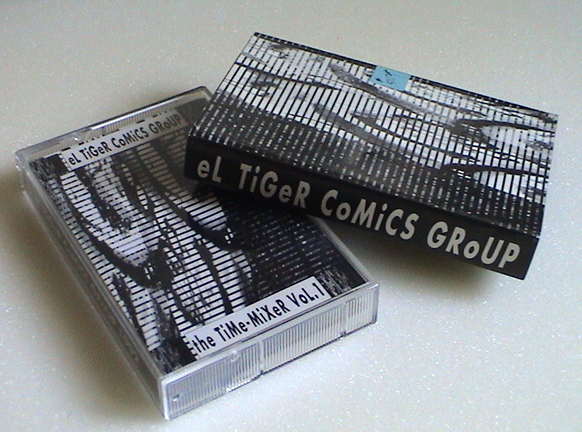 eL TiGeR CoMiCS GRoUP
the TiMe-MiXeR VoL.1
eL TiGeR CoMiCS GRoUP